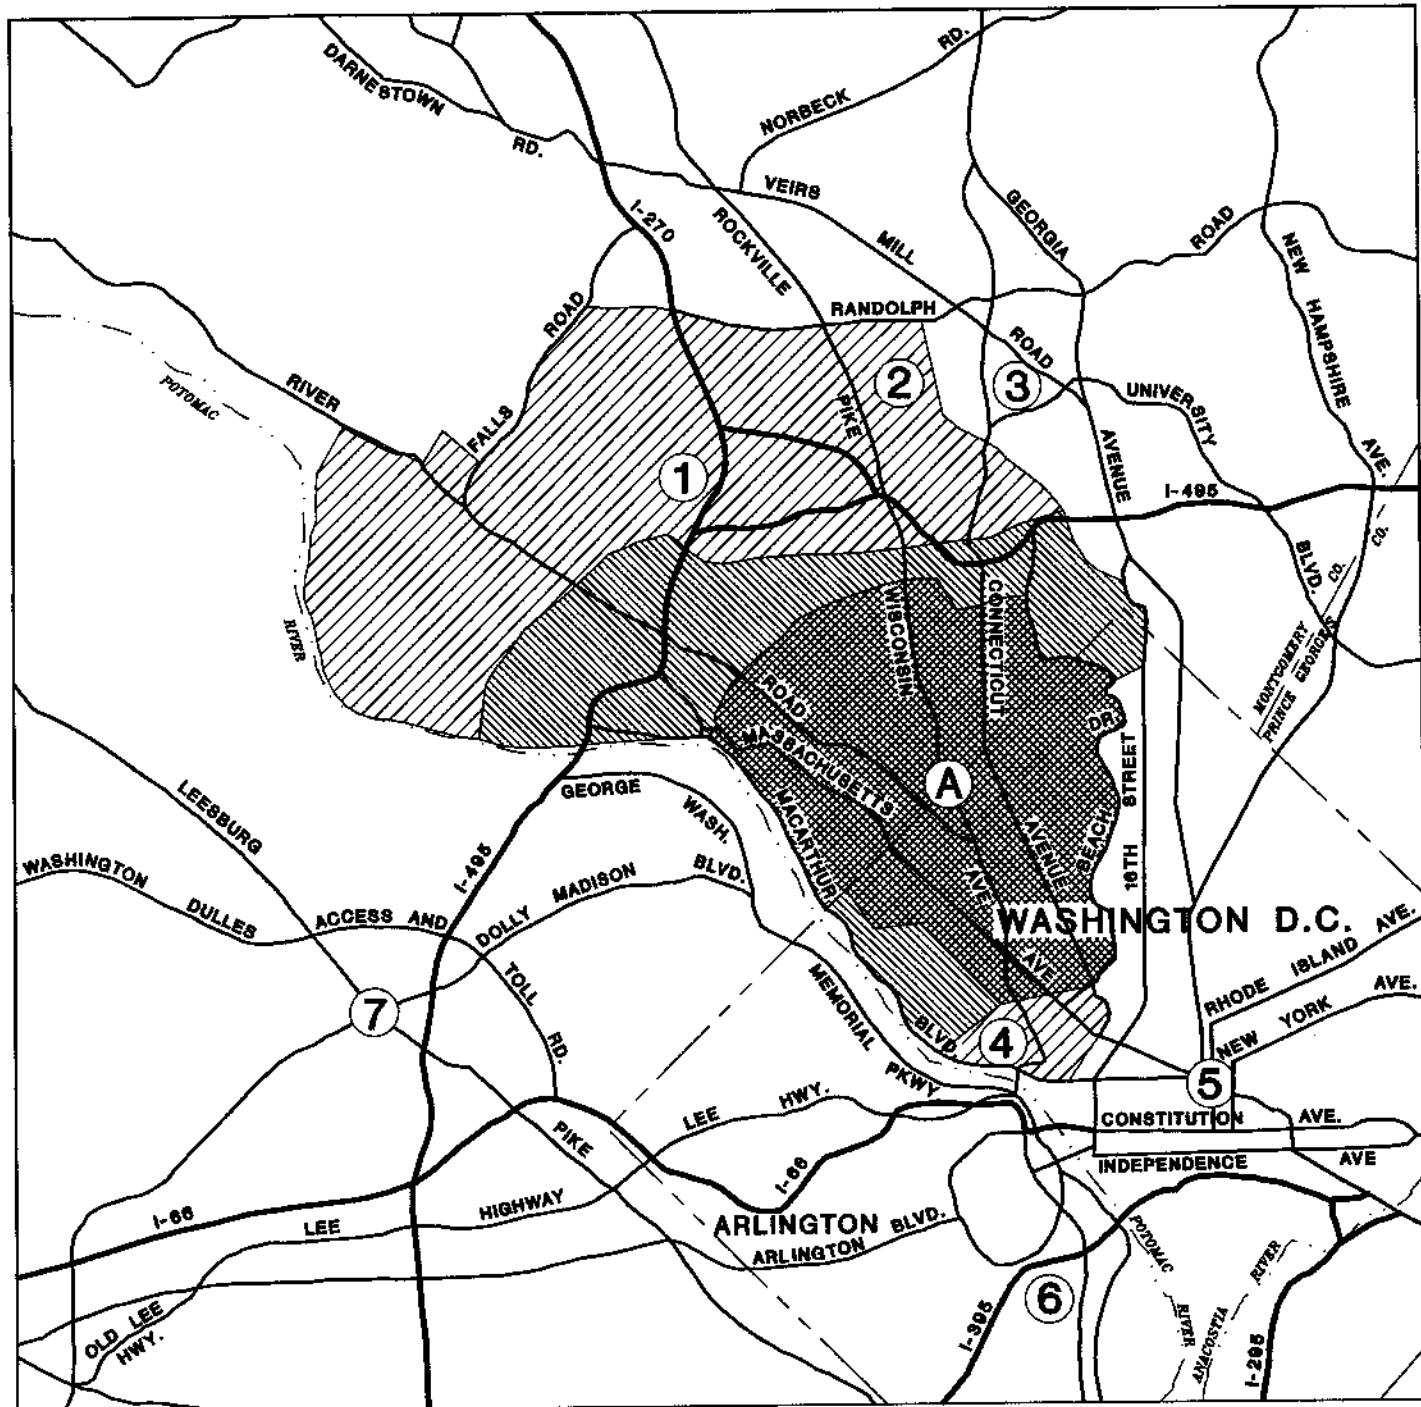 DARNESTOWN
RD.
NORBECK
RD.
VEIRS
MILL
ROAD
I-270
ROCKVILLE
PIKE
GEORGIA
AVENUE
ROAD
RANDOLPH
NEW
HAMPSHIRE
AVE.
FALLS
ROAD
RIVER
ROAD
POTOMAC
RIVER
2
3
1
UNIVERSITY
BLVD.
I-495
MONTGOMERY CO.
PRINCE GEORGES CO.
WISCONSIN
AVE.
CONNECTICUT
AVENUE
MASSACHUSETTS
AVE
MACARTHUR
BLVD.
A
BEACH
DR.
16TH STREET
WASHINGTON D.C.
GEORGE
WASH.
MEMORIAL
PKWY
LEESBURG
PIKE
WASHINGTON
DULLES
ACCESS AND
TOLL
RD.
I-495
DOLLY MADISON
BLVD.
7
4
5
RHODE ISLAND AVE.
NEW YORK AVE.
CONSTITUTION AVE.
INDEPENDENCE AVE
LEE HWY.
I-66
I-66
LEE HIGHWAY
ARLINGTON
ARLINGTON BLVD.
OLD LEE
HWY.
6
I-395
I-295
POTOMAC
RIVER
ANACOSTIA
RIVER